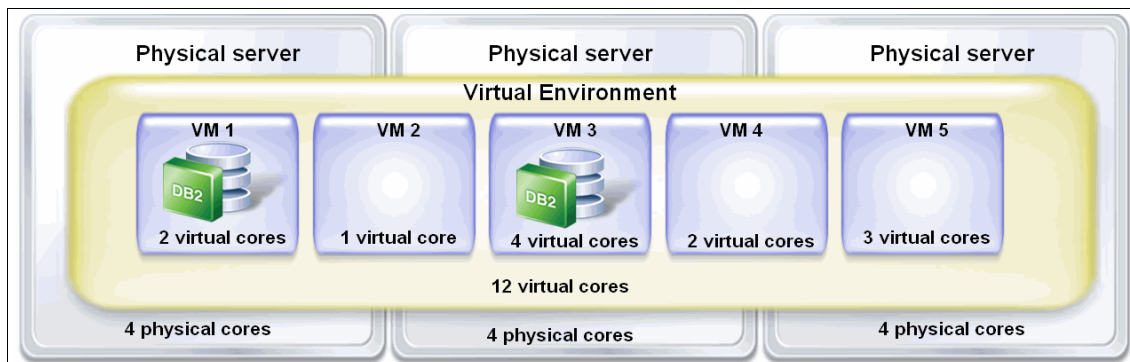 Physical server
Physical server
Physical server
Virtual Environment
VM 1
VM 2
VM 3
VM 4
VM 5
DB2
DB2
2 virtual cores
1 virtual core
4 virtual cores
2 virtual cores
3 virtual cores
12 virtual cores
4 physical cores
4 physical cores
4 physical cores